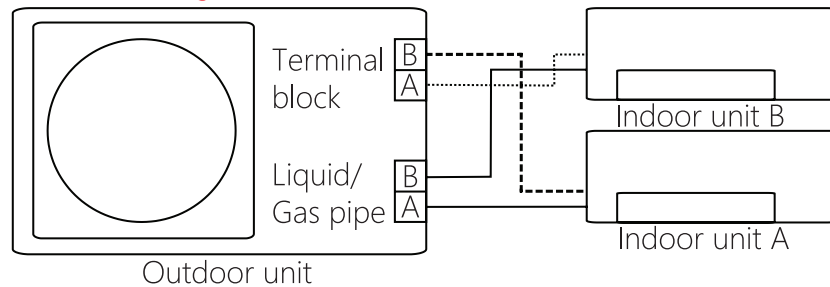 Terminal
block
B
A
Liquid/
Gas pipe
B
A
Outdoor unit
Indoor unit B
Indoor unit A